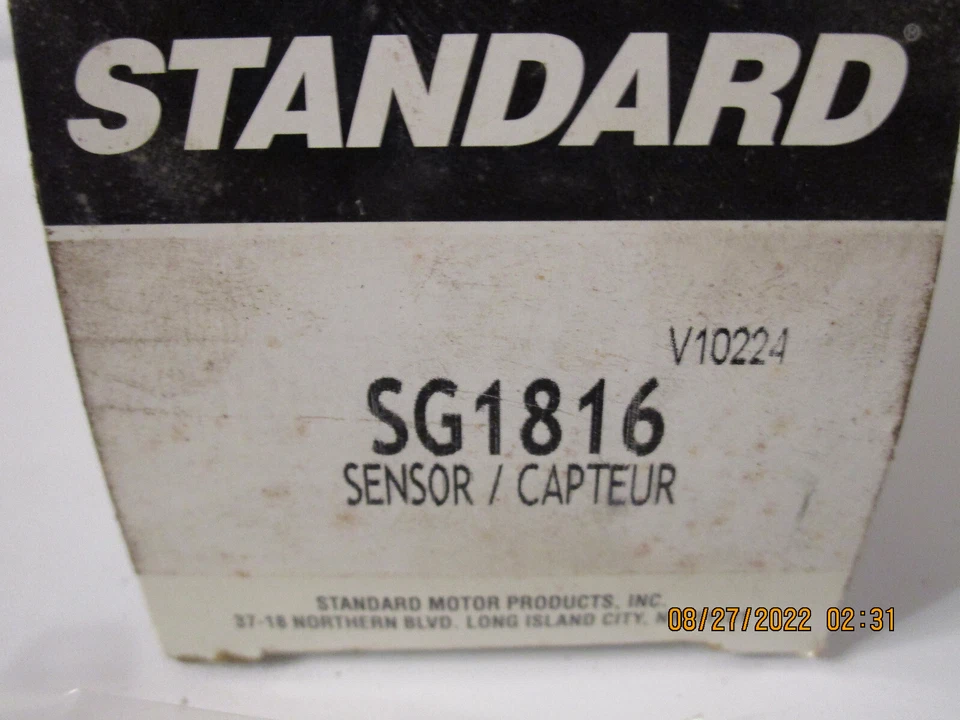 STANDARD®
V10224
SG1816
SENSOR / CAPTEUR
STANDARD MOTOR PRODUCTS, INC.
37-18 NORTHERN BLVD. LONG ISLAND CITY,
08/27/2022 02:31